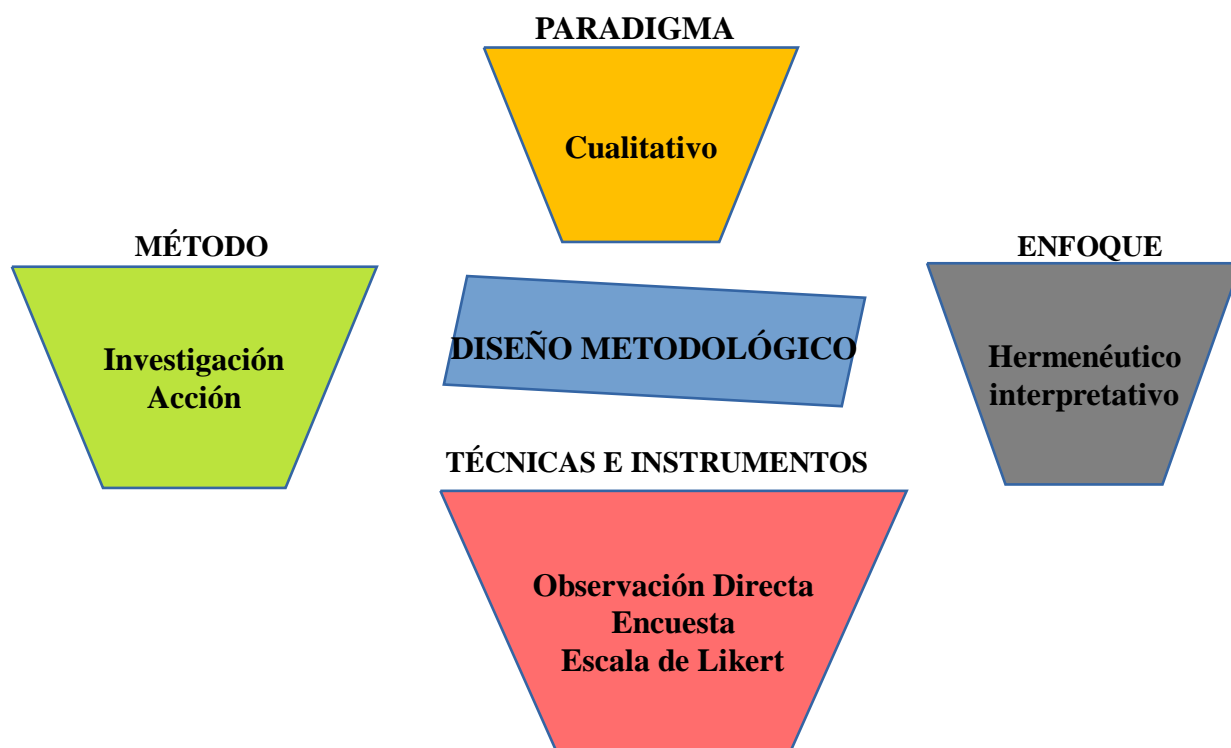 PARADIGMA
Cualitativo
MÉTODO
Investigación
Acción
DISEÑO METODOLÓGICO
ENFOQUE
Hermenéutico
interpretativo
TÉCNICAS E INSTRUMENTOS
Observación Directa
Encuesta
Escala de Likert